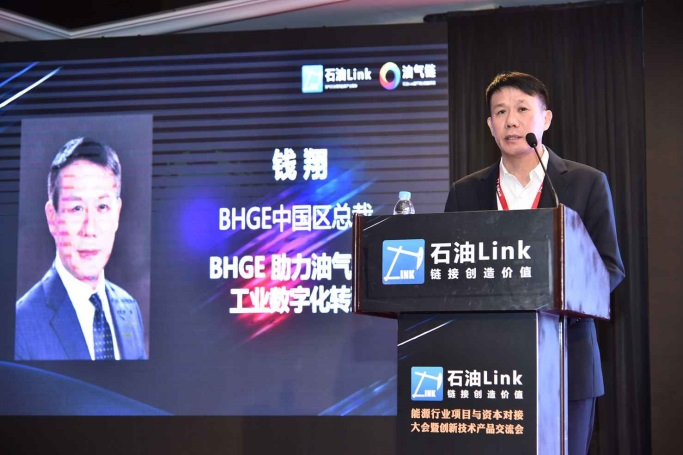 石油Link
油气链
钱 翔
BHGE中国区总裁
BHGE 助力油气
工业数字化转
石油Link
链接创造价值
LINK
石油Link
链接创造价值
LINK
能源行业项目与资本对接
大会暨创新技术产品交流会